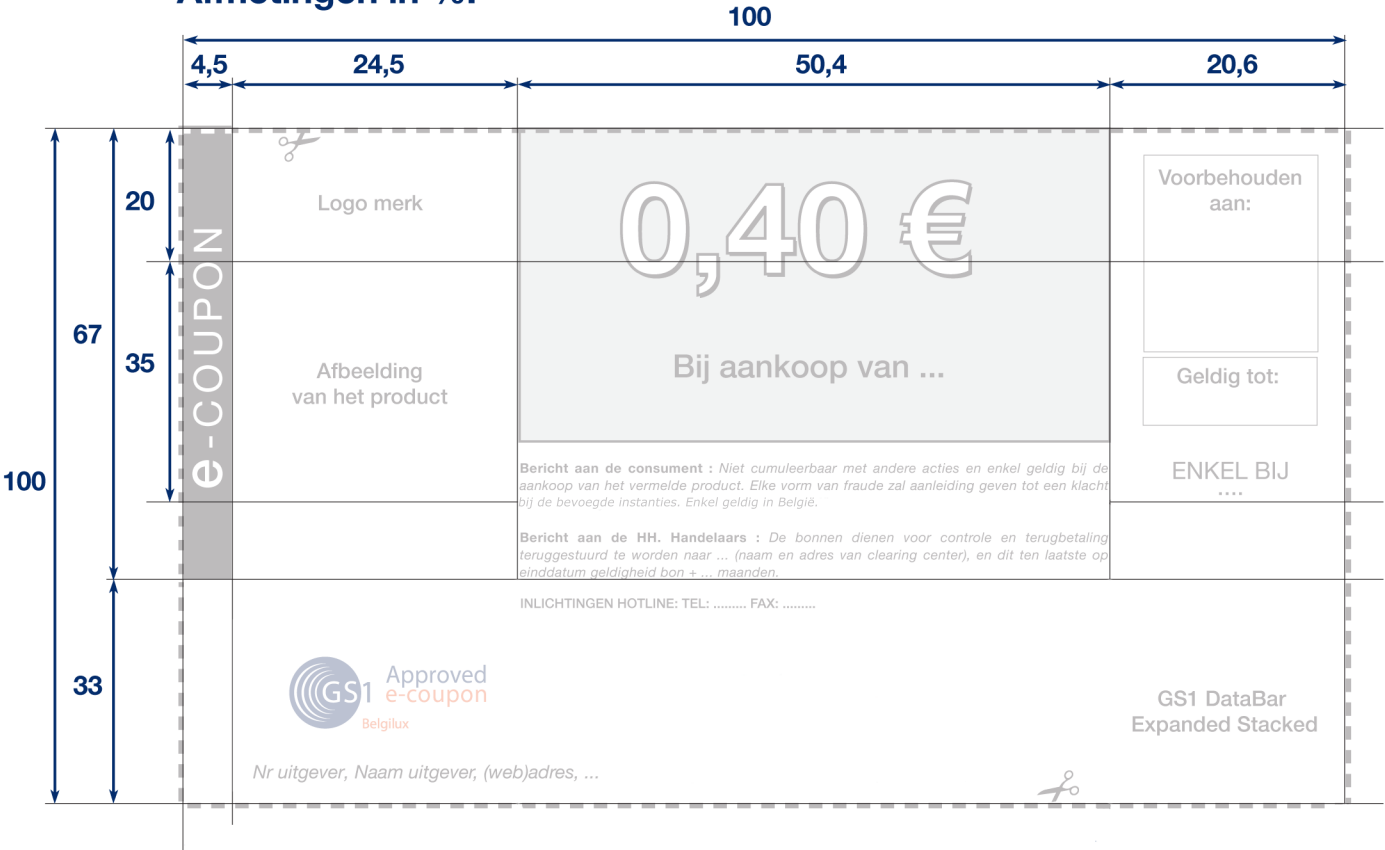 Afmetingen in %:
100
4,5 24,5 50,4 20,6
20
67
35
100
33
e-COUPON
Logo merk
Afbeelding
van het product
0,40 €
Bij aankoop van ...
Voorbehouden
aan:
Geldig tot:
ENKEL BIJ
....
Bericht aan de consument : Niet cumuleerbaar met andere acties en enkel geldig bij de
aankoop van het vermelde product. Elke vorm van fraude zal aanleiding geven tot een klacht
bij de bevoegde instanties. Enkel geldig in België.
Bericht aan de HH. Handelaars : De bonnen dienen voor controle en terugbetaling
teruggestuurd te worden naar ... (naam en adres van clearing center), en dit ten laatste op
einddatum geldigheid bon + ... maanden.
INLICHTINGEN HOTLINE: TEL: ......... FAX: .........
GS1 Approved
e-coupon
Belgilux
GS1 DataBar
Expanded Stacked
Nr uitgever, Naam uitgever, (web)adres, ...